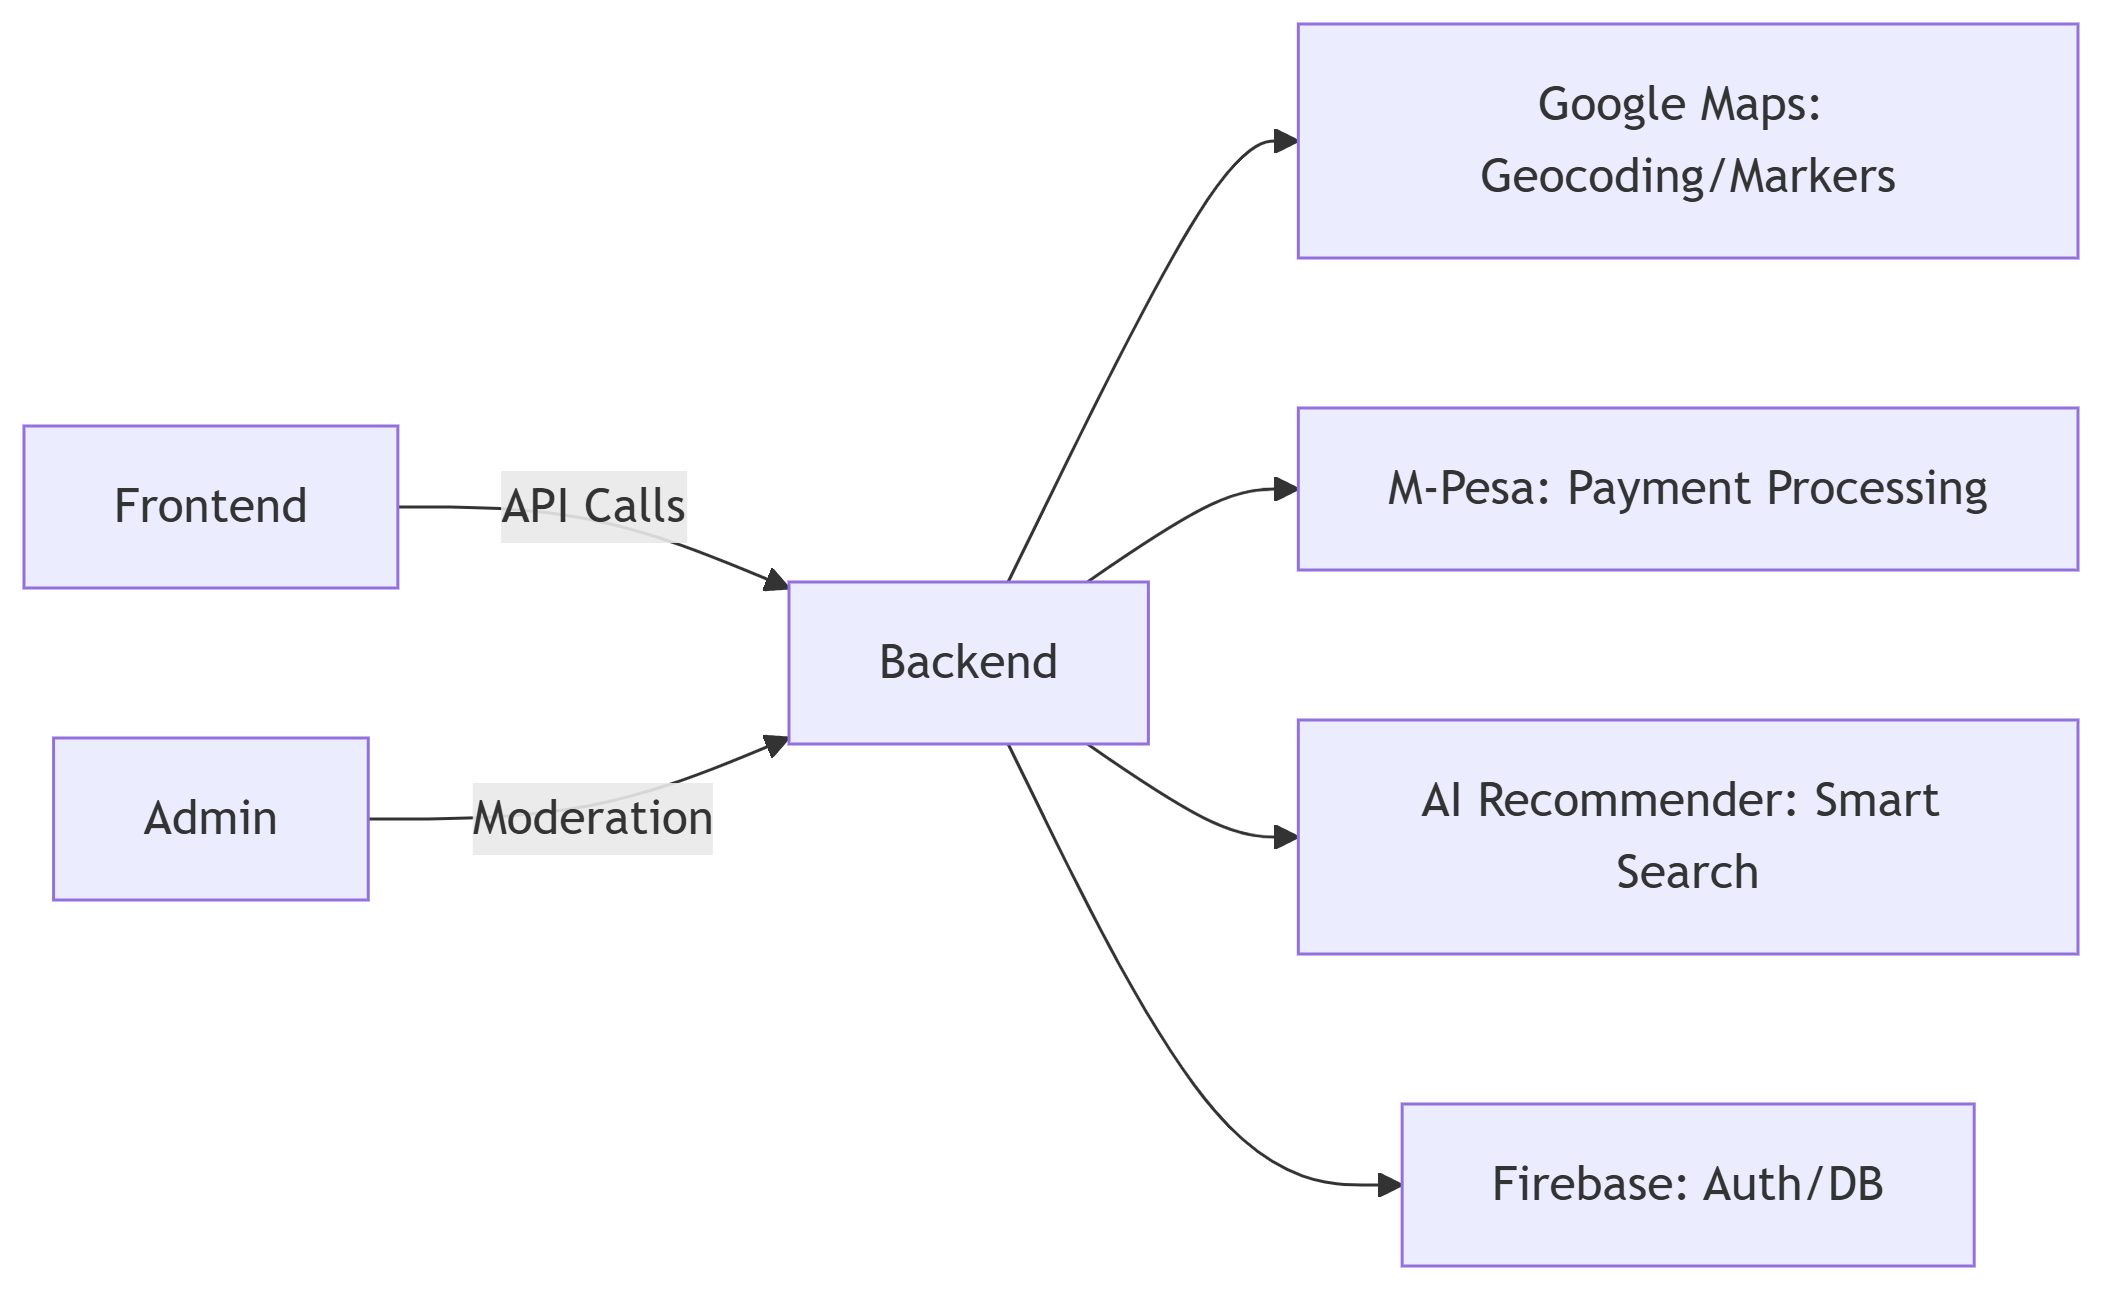 Frontend
API Calls
Admin
Moderation
Backend
Google Maps:
Geocoding/Markers
M-Pesa: Payment Processing
AI Recommender: Smart
Search
Firebase: Auth/DB